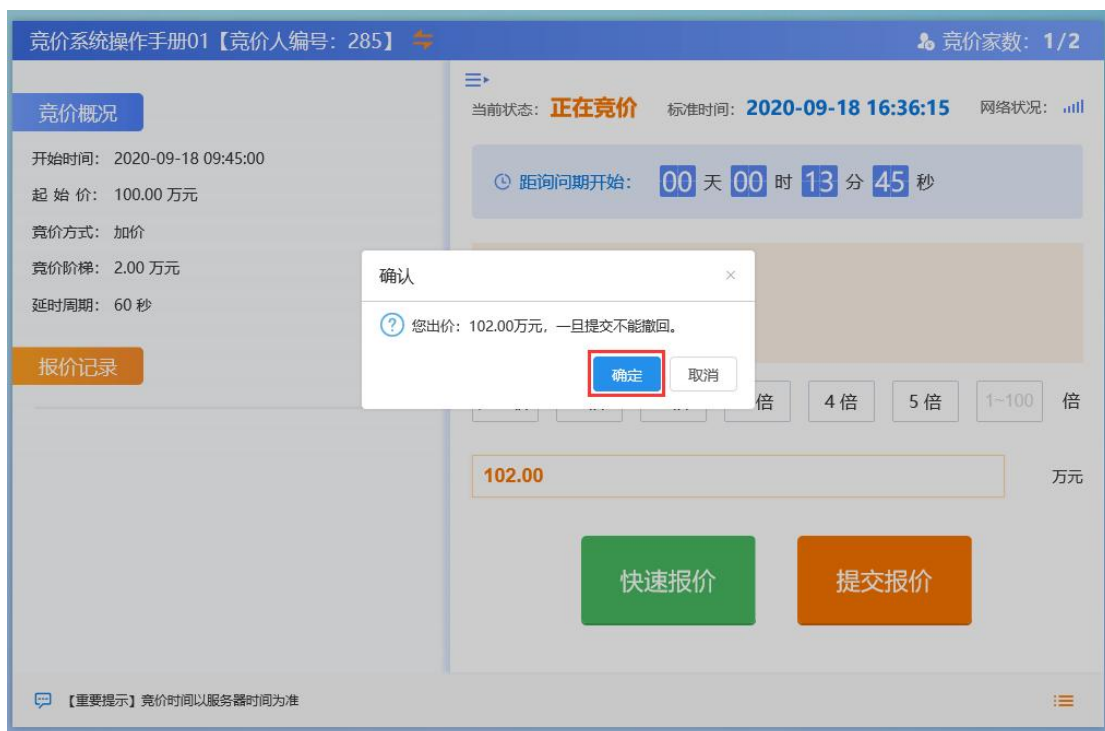 竞价系统操作手册01【竞价人编号：285】
竞价家数：1/2
竞价概况
开始时间： 2020-09-18 09:45:00
起 始 价： 100.00 万元
竞价方式： 加价
竞价阶梯： 2.00 万元
延时周期： 60 秒
报价记录
当前状态：正在竞价 标准时间：2020-09-18 16:36:15 网络状况：
距询问期开始： 00 天 00 时 13 分 45 秒
确认 ×
您出价：102.00万元，一旦提交不能撤回。
确定 取消
倍 4 倍 5 倍 1~100 倍
102.00 万元
快速报价 提交报价
【重要提示】竞价时间以服务器时间为准